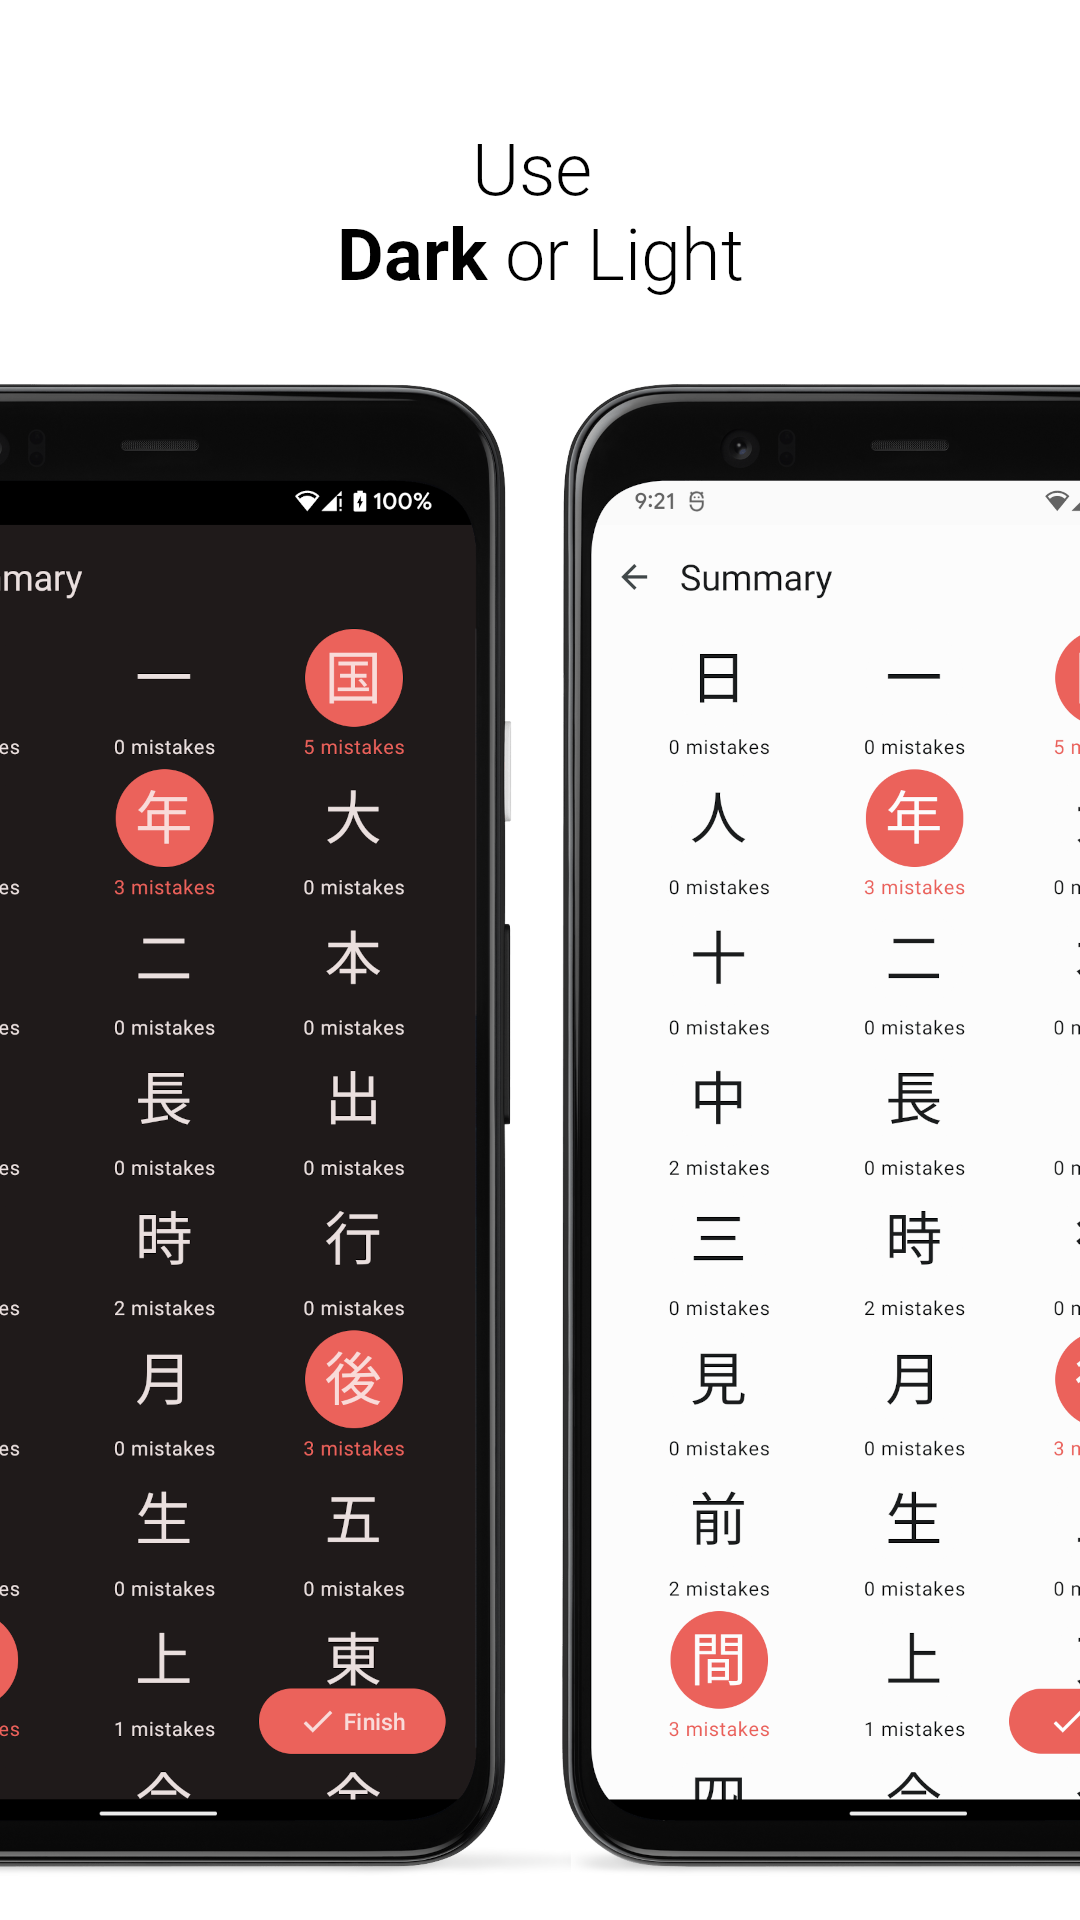 Use
Dark or Light
100%
mary
一 国
es 0 mistakes 5 mistakes
年 大
es 3 mistakes 0 mistakes
二 本
es 0 mistakes 0 mistakes
長 出
es 0 mistakes 0 mistakes
時 行
es 2 mistakes 0 mistakes
月 後
es 0 mistakes 3 mistakes
生 五
es 0 mistakes 0 mistakes
上 東
Finish
es 1 mistakes
9:21
Summary
日 一
0 mistakes 0 mistakes 5 m
人 年
0 mistakes 3 mistakes 0 m
十 二
0 mistakes 0 mistakes 0 m
中 長
2 mistakes 0 mistakes 0 m
三 時
0 mistakes 2 mistakes 0 m
見 月
0 mistakes 0 mistakes 3 m
前 生
2 mistakes 0 mistakes 0 m
間 上
3 mistakes 1 mistakes
四